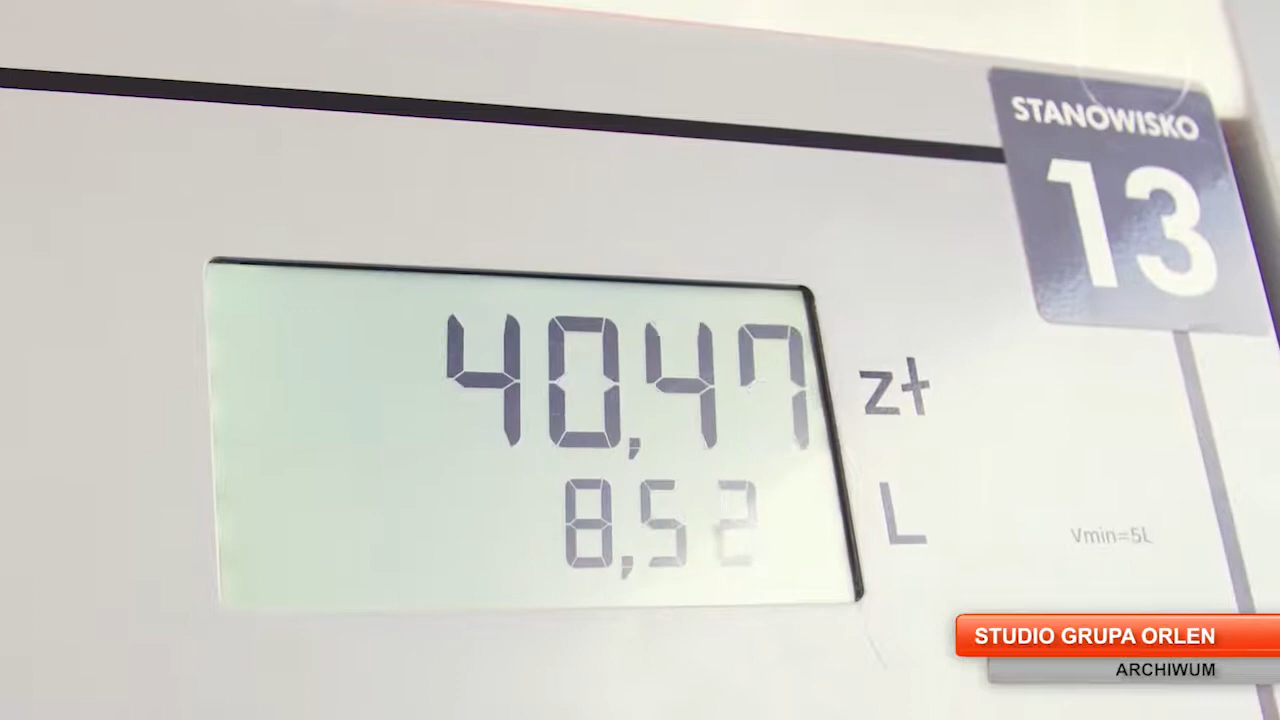 STANOWISKO
13
40,47 zł
8,52 L
Vmin=5L
STUDIO GRUPA ORLEN
ARCHIWUM